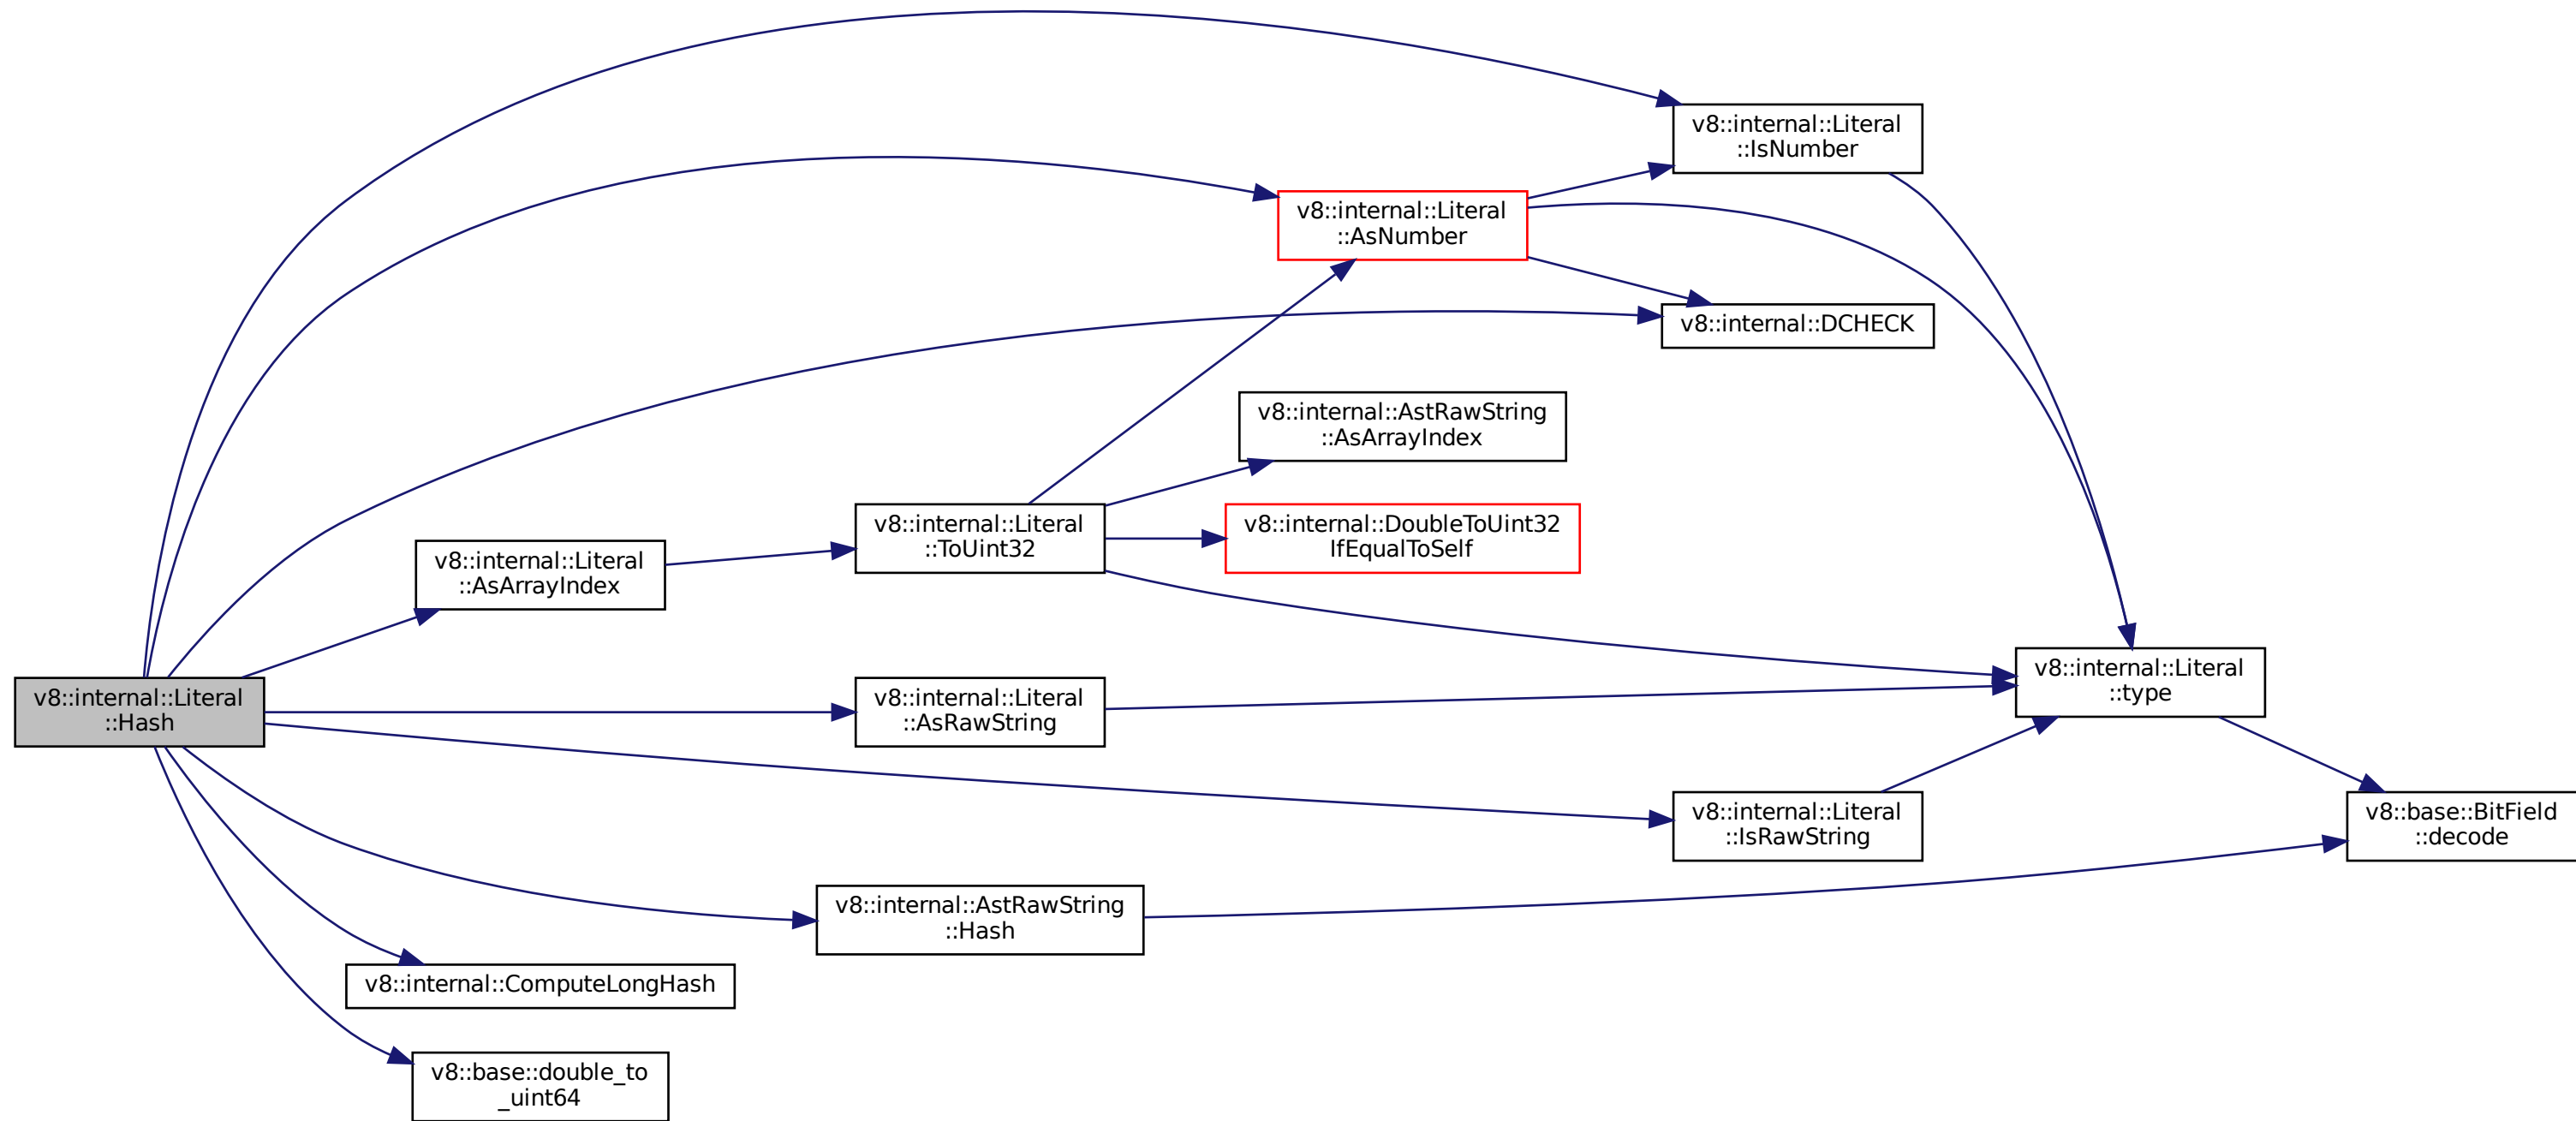 v8::internal::Literal
::IsNumber
v8::internal::Literal
::AsNumber
v8::internal::DCHECK
v8::internal::AstRawString
::AsArrayIndex
v8::internal::Literal
::ToUint32
v8::internal::DoubleToUint32
IfEqualToSelf
v8::internal::Literal
::AsArrayIndex
v8::internal::Literal
::Hash
v8::internal::Literal
::AsRawString
v8::internal::Literal
::type
v8::internal::Literal
::IsRawString
v8::base::BitField
::decode
v8::internal::AstRawString
::Hash
v8::internal::ComputeLongHash
v8::base::double_to
_uint64